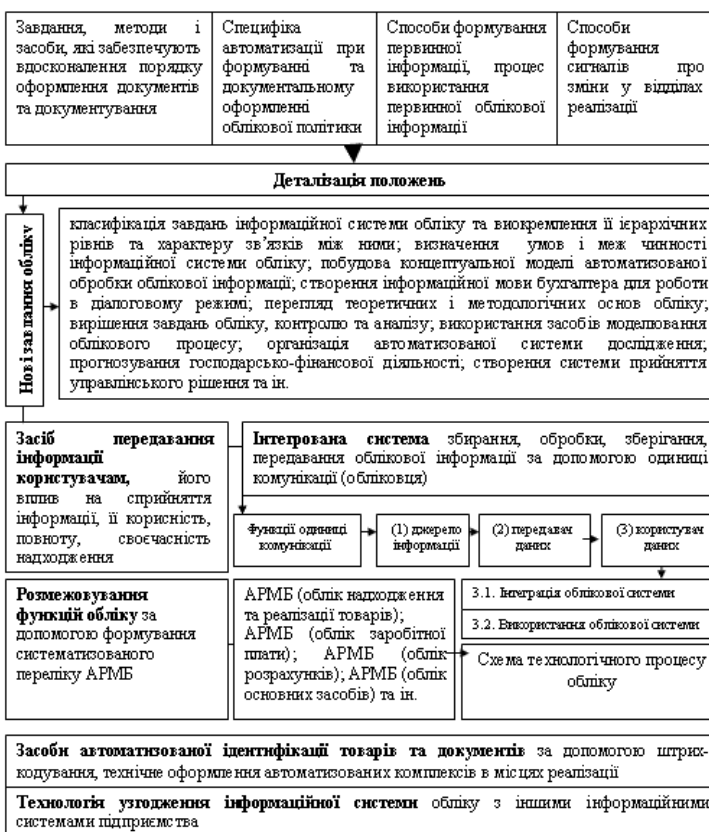 Завдання, методи і
засоби, які забезпечують
вдосконалення порядку
оформлення документів
та документування
Специфіка
автоматизації при
формуванні та
документальному
оформленні
облікової політики
Способи формування
первинної
інформації, процес
використання
первинної облікової
інформації
Способи
формування
сигналів про
зміни у відділах
реалізації
Деталізація положень
Нові завдання обліку
класифікація завдань інформаційної системи обліку та виокремлення її ієрархічних
рівнів та характеру зв’язків між ними; визначення умов і меж чинності
інформаційної системи обліку; побудова концептуальної моделі автоматизованої
обробки облікової інформації; створення інформаційної мови бухгалтера для роботи
в діалоговому режимі; перегляд теоретичних і методологічних основ обліку;
вирішення завдань обліку, контролю та аналізу; використання засобів моделювання
облікового процесу; організація автоматизованої системи дослідження;
прогнозування господарсько-фінансової діяльності; створення системи прийняття
управлінського рішення та ін.
Засіб передавання
інформації
користувачам, його
вплив на сприйняття
інформації, її корисність,
повноту, своєчасність
надходження
Інтегрована система збирання, обробки, зберігання,
передавання облікової інформації за допомогою одиниці
комунікації (обліковця)
Функції одиниці
комунікації
(1) джерело
інформації
(2) передавач
даних
(3) користувач
даних
3.1. Інтеграція облікової системи
3.2. Використання облікової системи
Розмежовування
функцій обліку за
допомогою формування
систематизованого
переліку АРМБ
АРМБ (облік надходження
та реалізації товарів);
АРМБ (облік заробітної
плати); АРМБ (облік
розрахунків); АРМБ (облік
основних засобів) та ін.
Схема технологічного процесу
обліку
Засоби автоматизованої ідентифікації товарів та документів за допомогою штрих-
кодування, технічне оформлення автоматизованих комплексів в місцях реалізації
Технологія узгодження інформаційної системи обліку з іншими інформаційними
системами підприємства